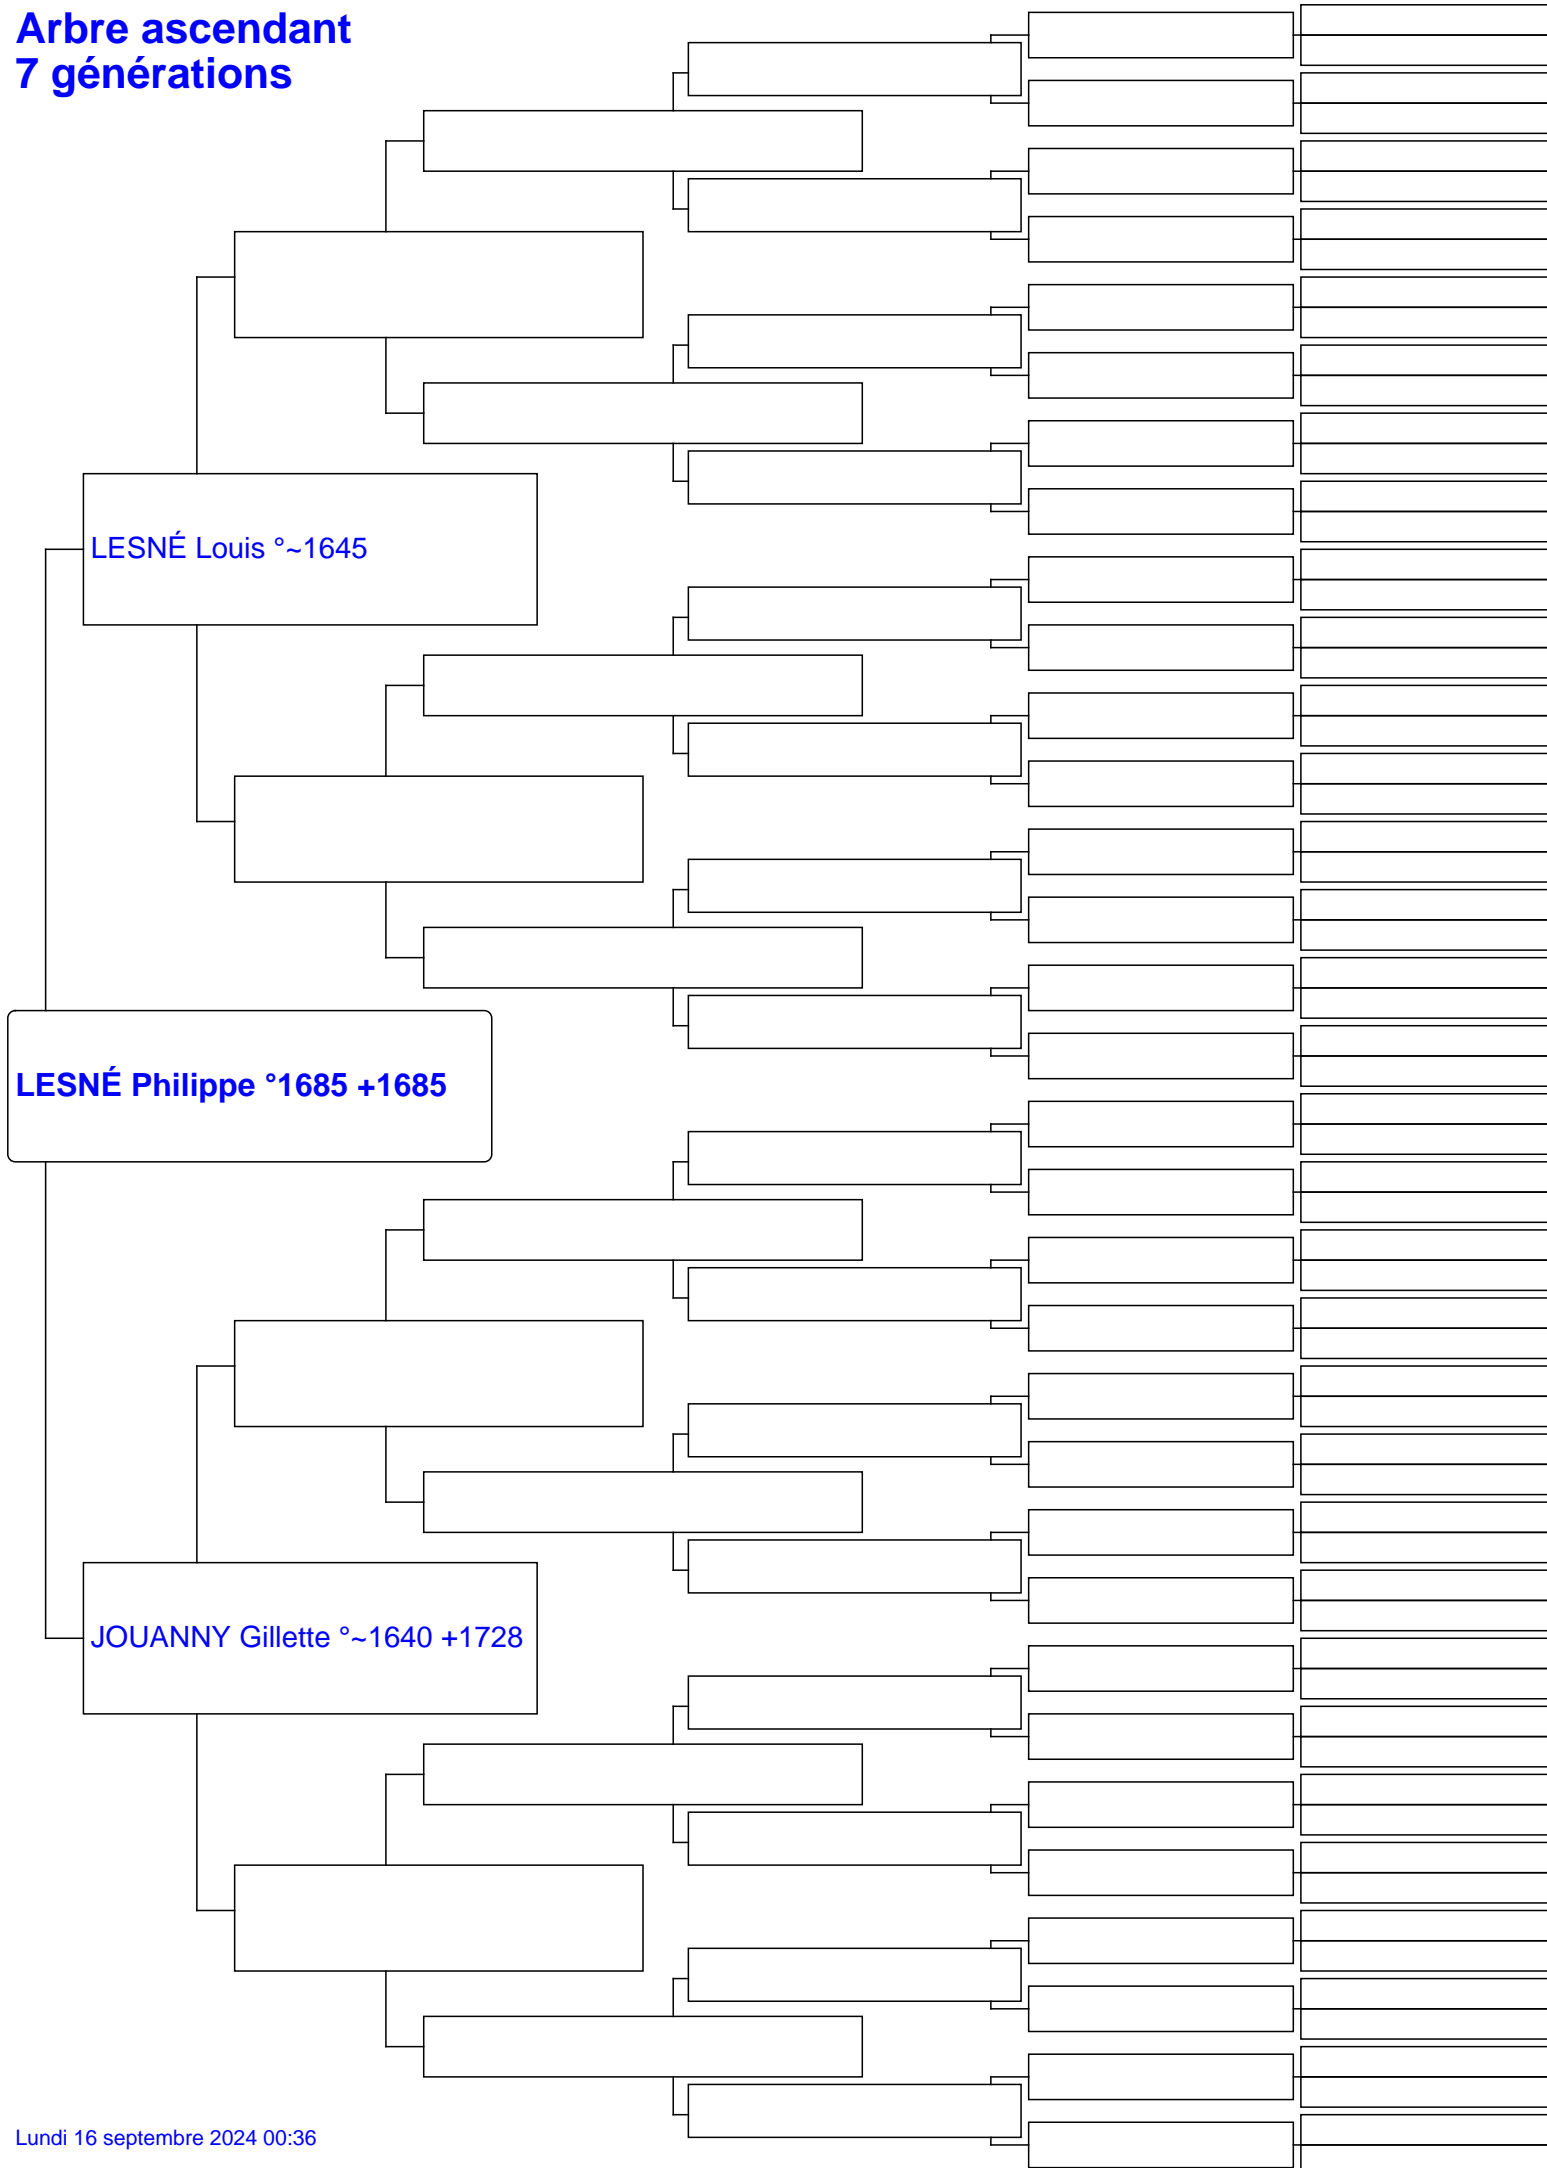 Arbre ascendant
7 générations
LESNÉ Louis °~1645
LESNÉ Philippe °1685 +1685
JOUANNY Gillette °~1640 +1728
Lundi 16 septembre 2024 00:36